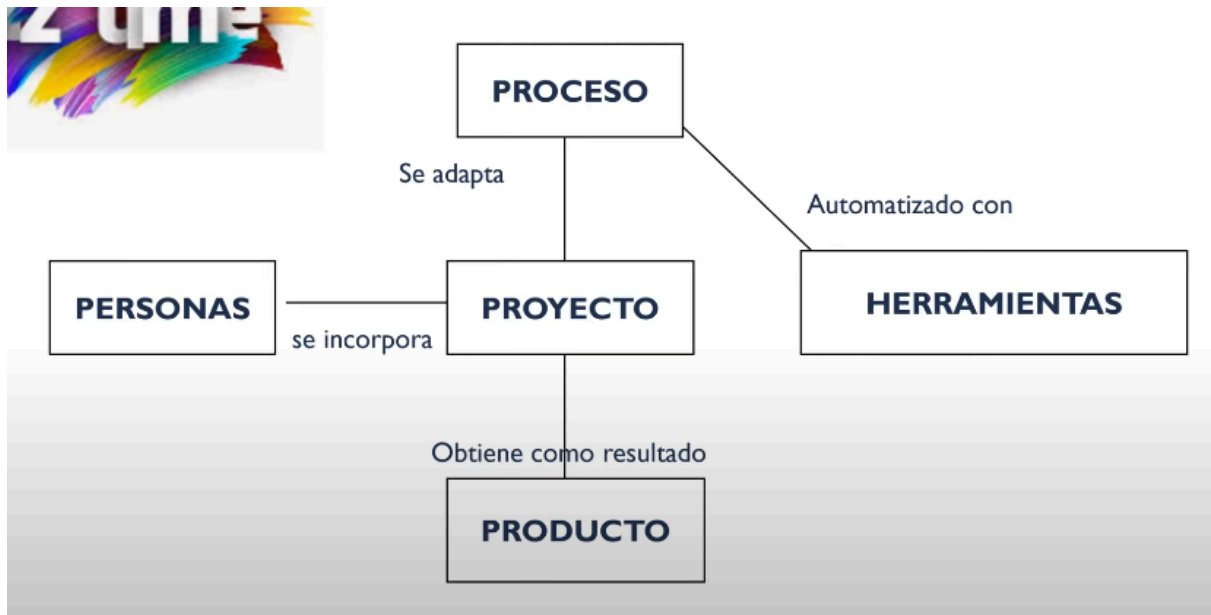 PROCESO
Se adapta
Automatizado con
PERSONAS
se incorpora
PROYECTO
HERRAMIENTAS
Obtiene como resultado
PRODUCTO